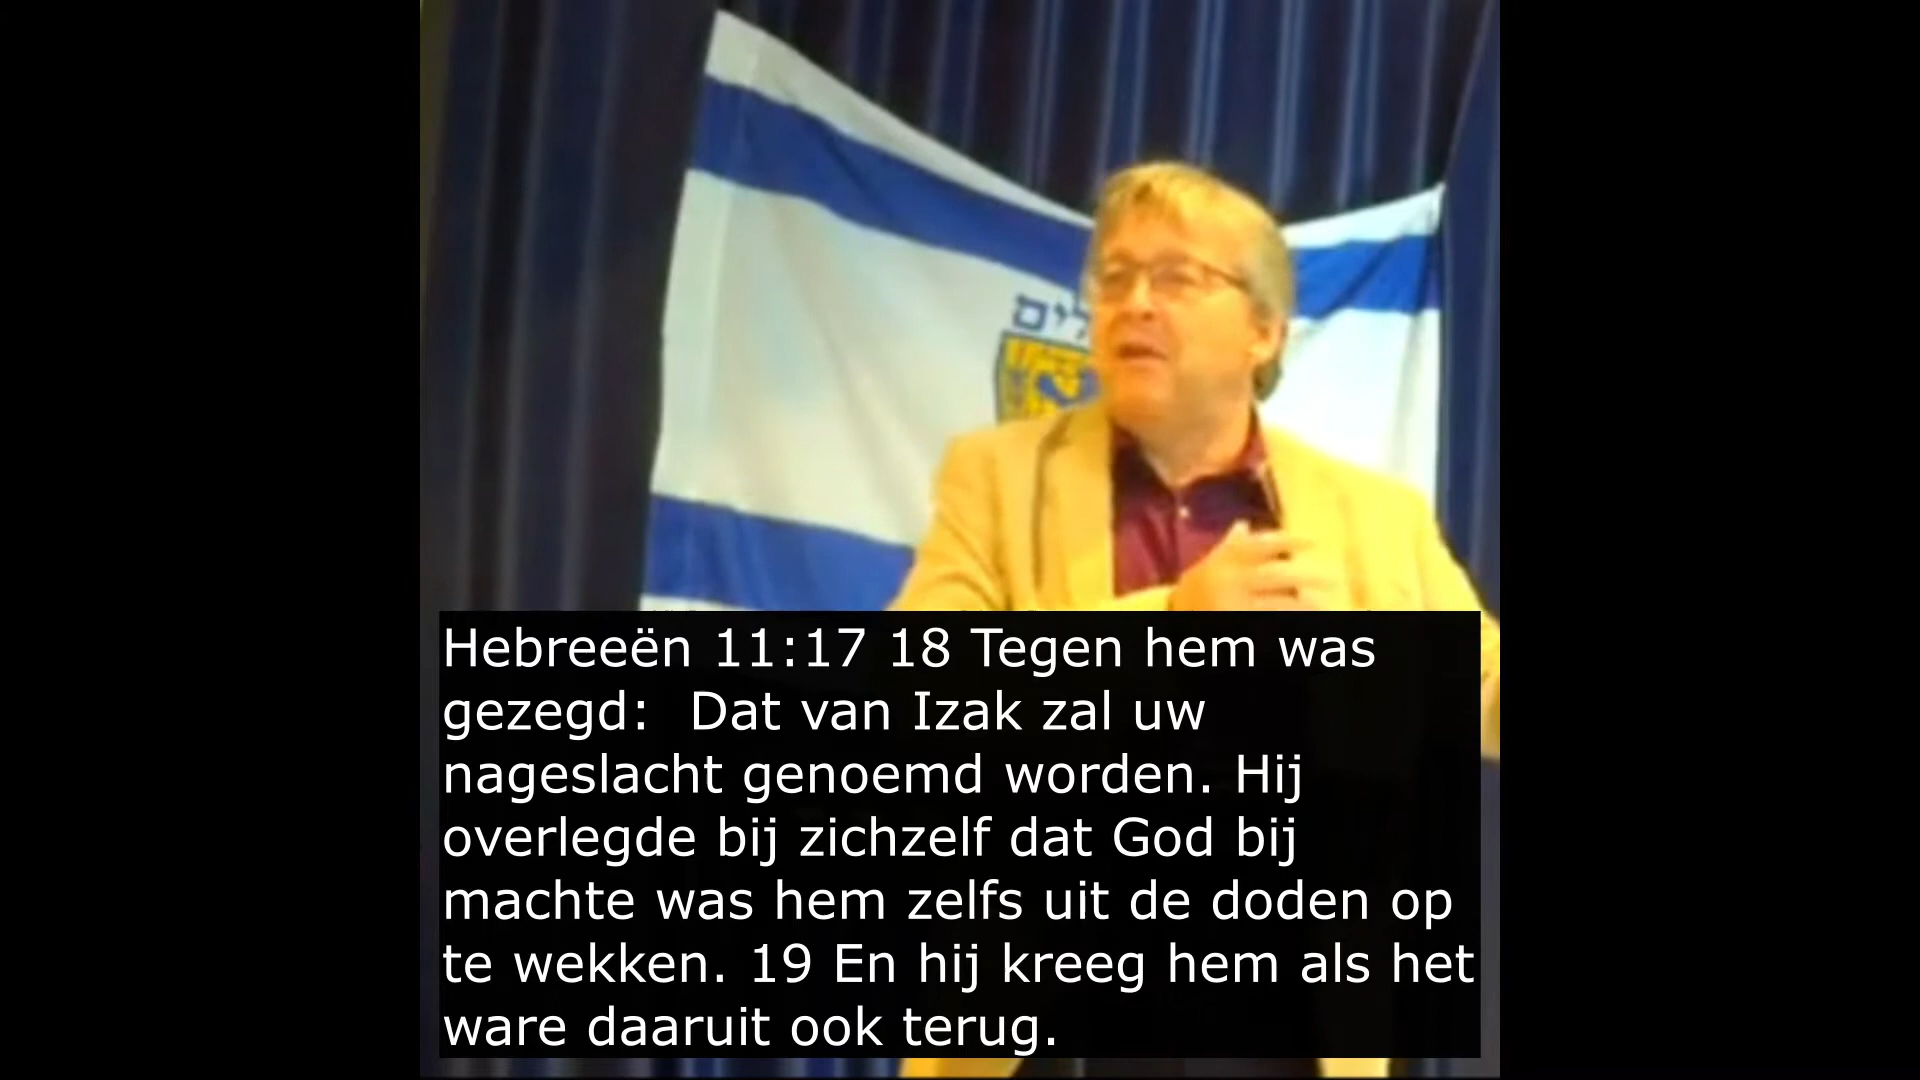 לים
Hebreeën 11:17 18 Tegen hem was
gezegd:  Dat van Izak zal uw
nageslacht genoemd worden. Hij
overlegde bij zichzelf dat God bij
machte was hem zelfs uit de doden op
te wekken. 19 En hij kreeg hem als het
ware daaruit ook terug.